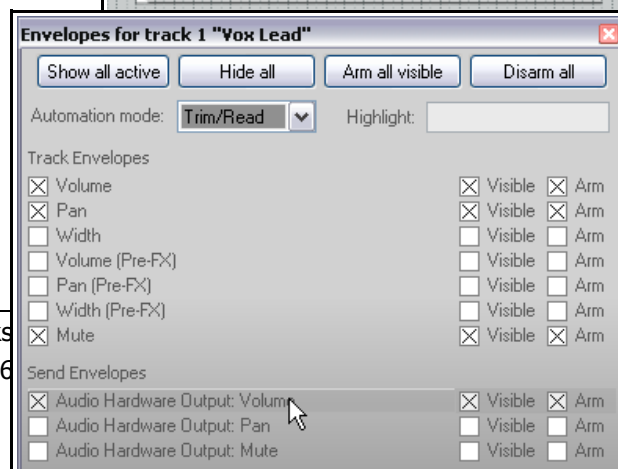 Envelopes for track 1 "Vox Lead"
Show all active Hide all Arm all visible Disarm all
Automation mode: Trim/Read Highlight:
Track Envelopes
Volume Visible Arm
Pan Visible Arm
Width Visible Arm
Volume (Pre-FX) Visible Arm
Pan (Pre-FX) Visible Arm
Width (Pre-FX) Visible Arm
Mute Visible Arm
Send Envelopes
Audio Hardware Output: Volume Visible Arm
Audio Hardware Output: Pan Visible Arm
Audio Hardware Output: Mute Visible Arm